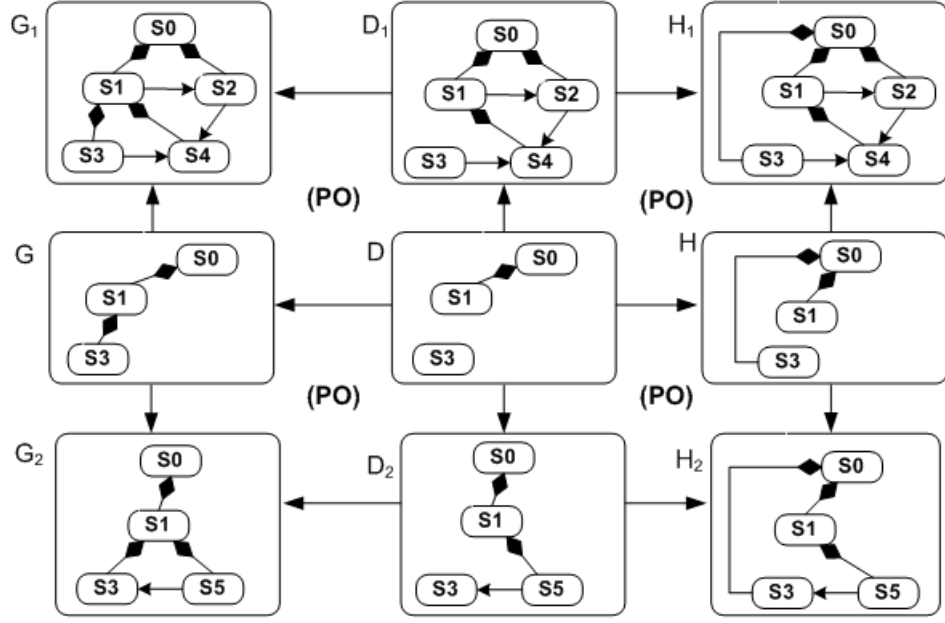 G1 S0 D1 S0 H1 S0
S1 S2 S1 S2 S1 S2
S3 S4 S3 S4 S3 S4
(PO) (PO)
G S0 D S0 H S0
S1 S1 S1
S3 S3 S3
(PO) (PO)
G2 S0 D2 S0 H2 S0
S1 S1 S1
S3 S5 S3 S5 S3 S5